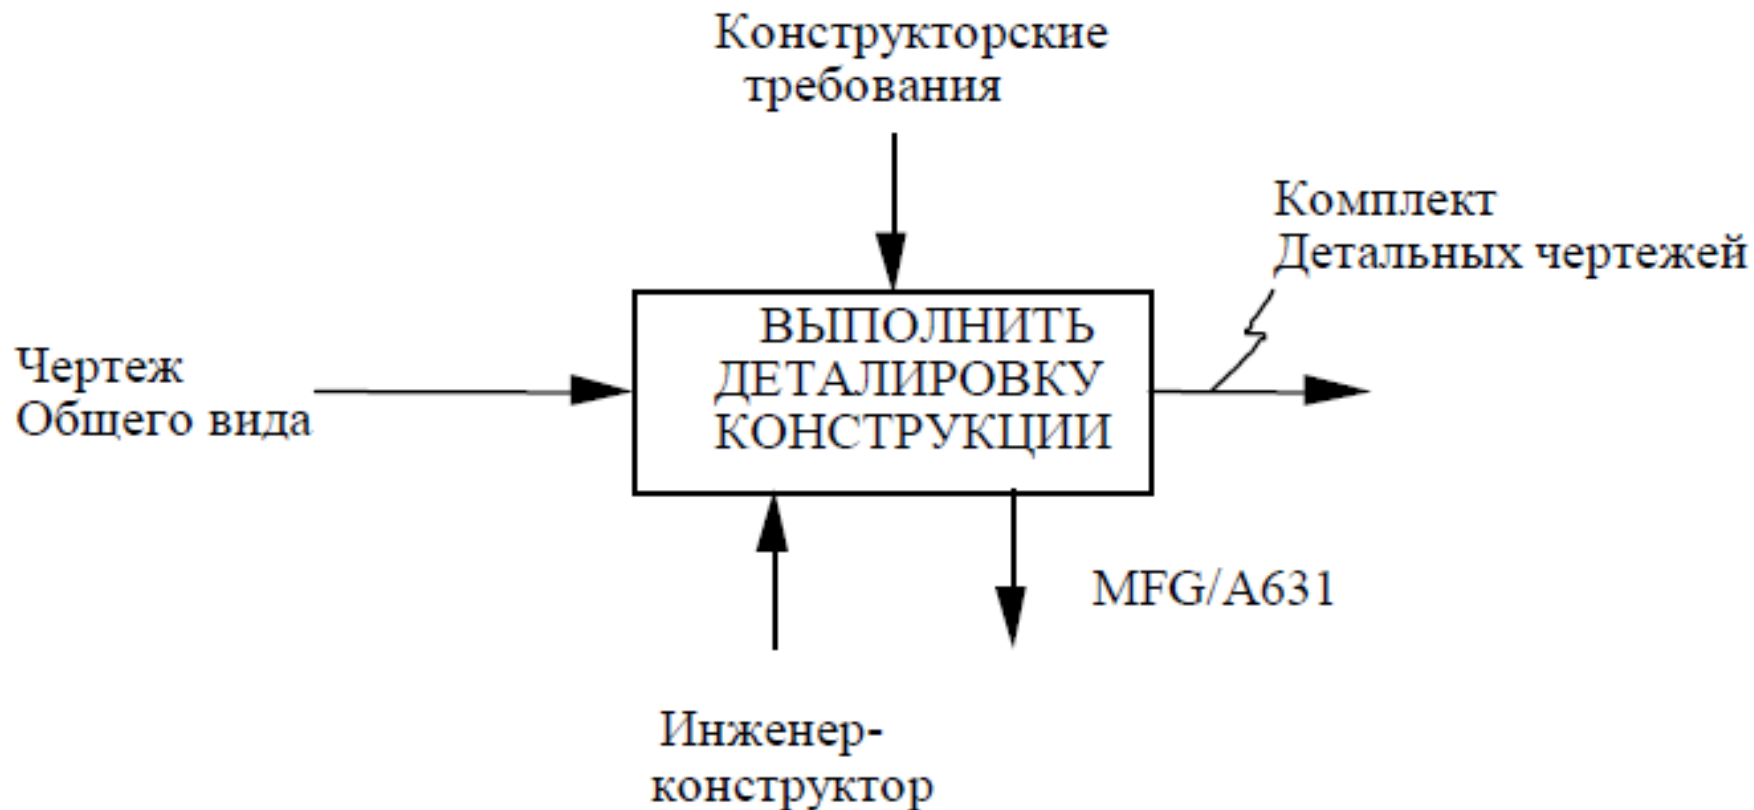 Конструкторские
требования
Комплект
Детальных чертежей
ВЫПОЛНИТЬ
ДЕТАЛИРОВКУ
КОНСТРУКЦИИ
Чертеж
Общего вида
MFG/A631
Инженер-
конструктор